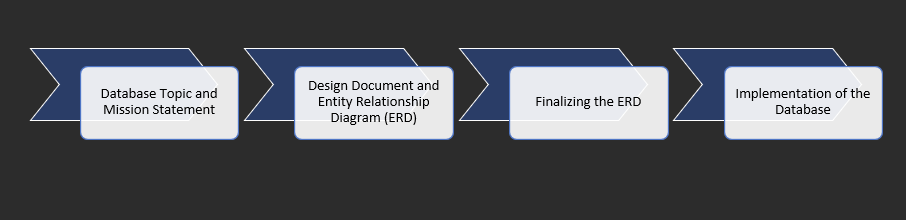 Database Topic and
Mission Statement
Design Document and
Entity Relationship
Diagram (ERD)
Finalizing the ERD
Implementation of the
Database